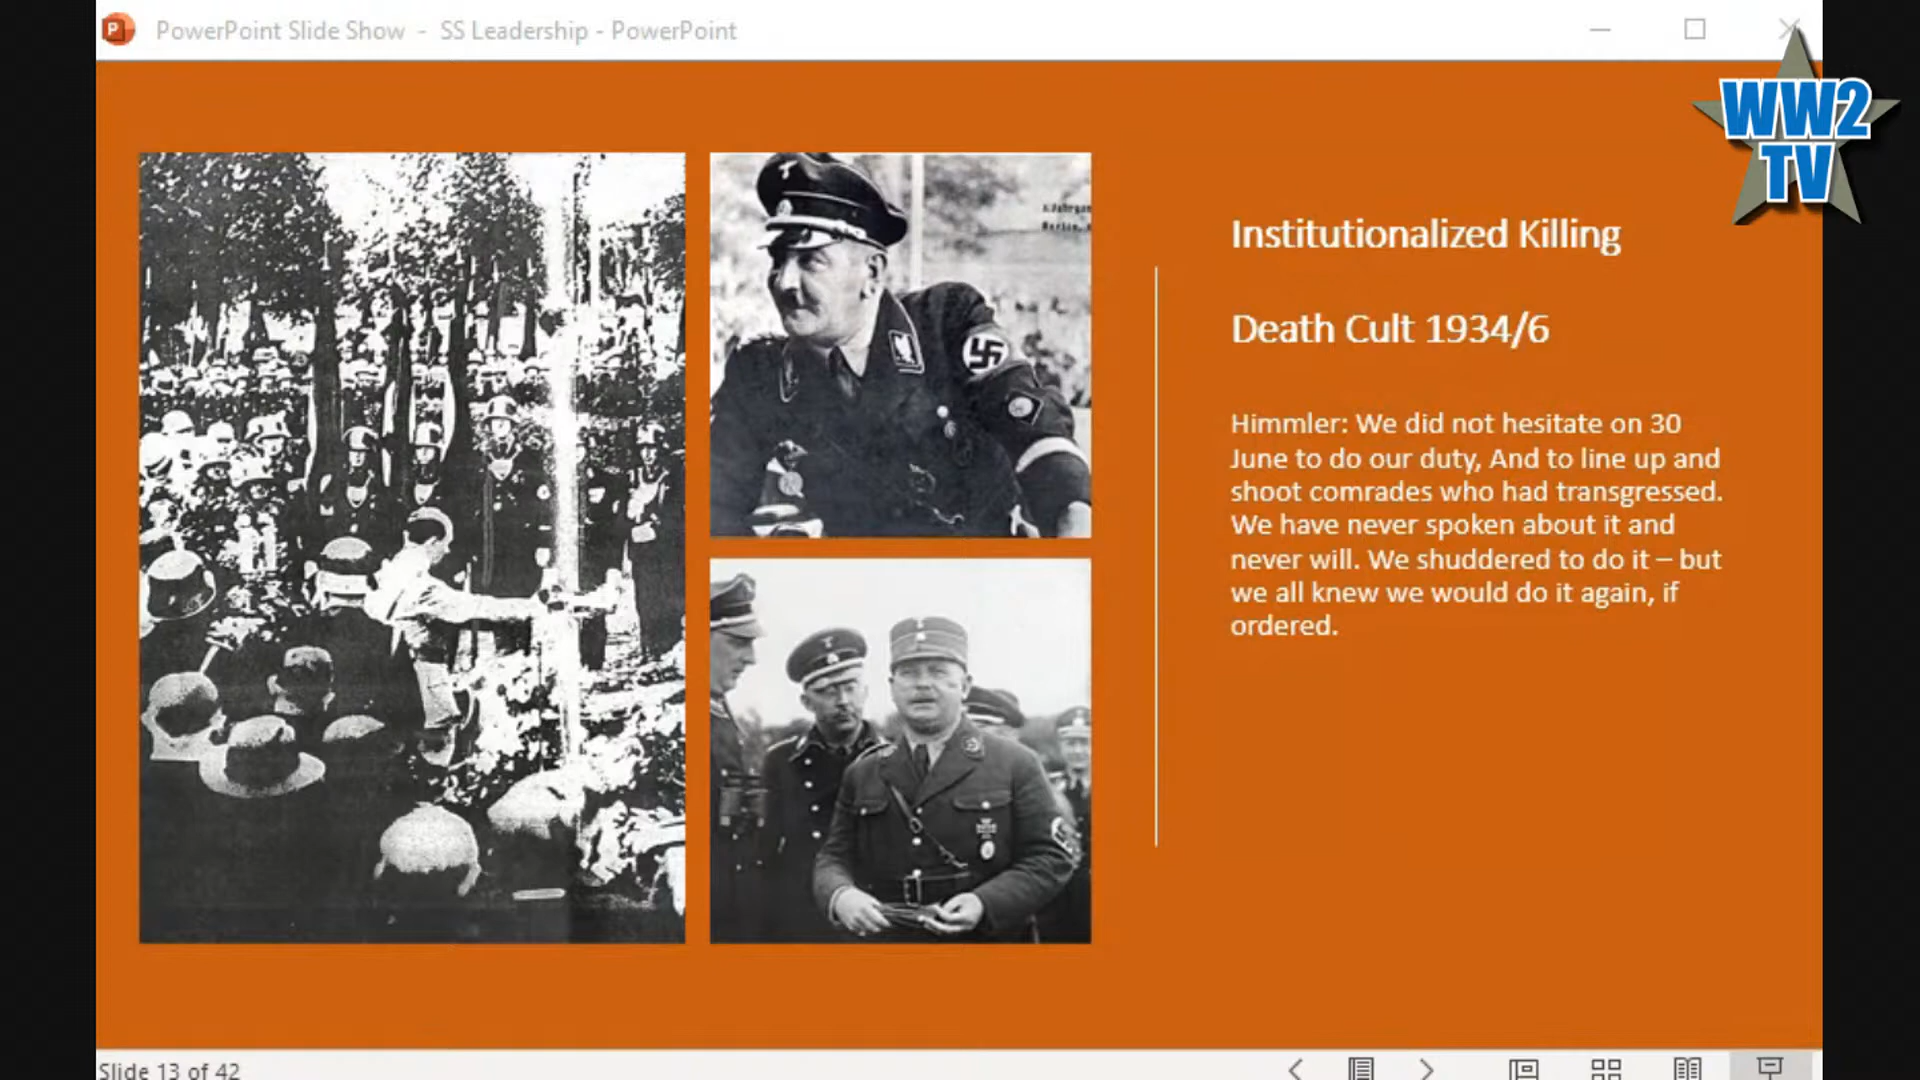 PowerPoint Slide Show - SS Leadership - PowerPoint
WW2
TV
Institutionalized Killing
Death Cult 1934/6
Himmler: We did not hesitate on 30
June to do our duty, And to line up and
shoot comrades who had transgressed.
We have never spoken about it and
never will. We shuddered to do it – but
we all knew we would do it again, if
ordered.
Slide 13 of 42